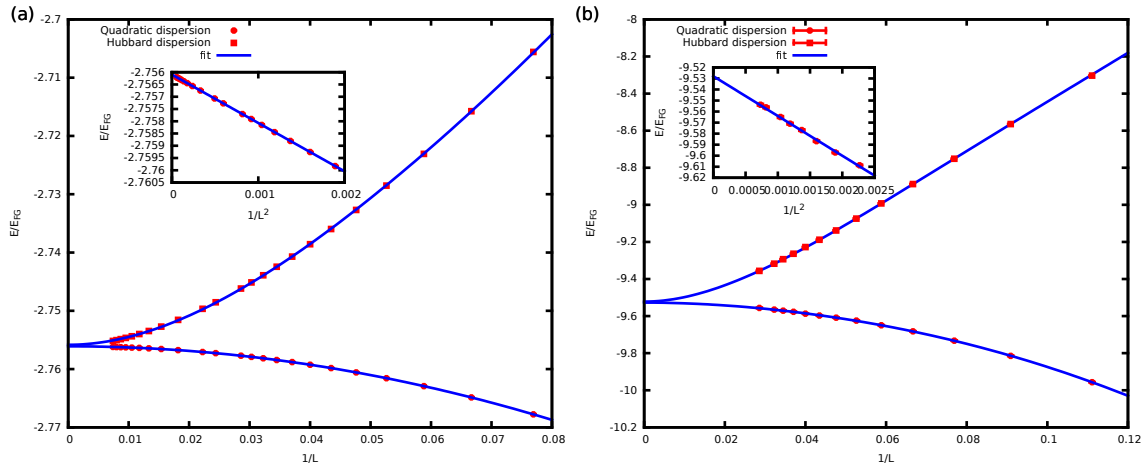 (a)
Quadratic dispersion
Hubbard dispersion
fit
-2.7
-2.71
-2.72
-2.73
-2.74
-2.75
-2.76
-2.77
E/E_FG
0 0.01 0.02 0.03 0.04 0.05 0.06 0.07 0.08
1/L
-2.756
-2.7565
-2.757
-2.7575
-2.758
-2.7585
-2.759
-2.7595
-2.76
-2.7605
E/E_FG
0 0.001 0.002
1/L²
(b)
Quadratic dispersion
Hubbard dispersion
fit
-8
-8.2
-8.4
-8.6
-8.8
-9
-9.2
-9.4
-9.6
-9.8
-10
-10.2
E/E_FG
0 0.02 0.04 0.06 0.08 0.1 0.12
1/L
-9.52
-9.53
-9.54
-9.55
-9.56
-9.57
-9.58
-9.59
-9.6
-9.61
-9.62
E/E_FG
0 0.0005 0.001 0.0015 0.002 0.0025
1/L²